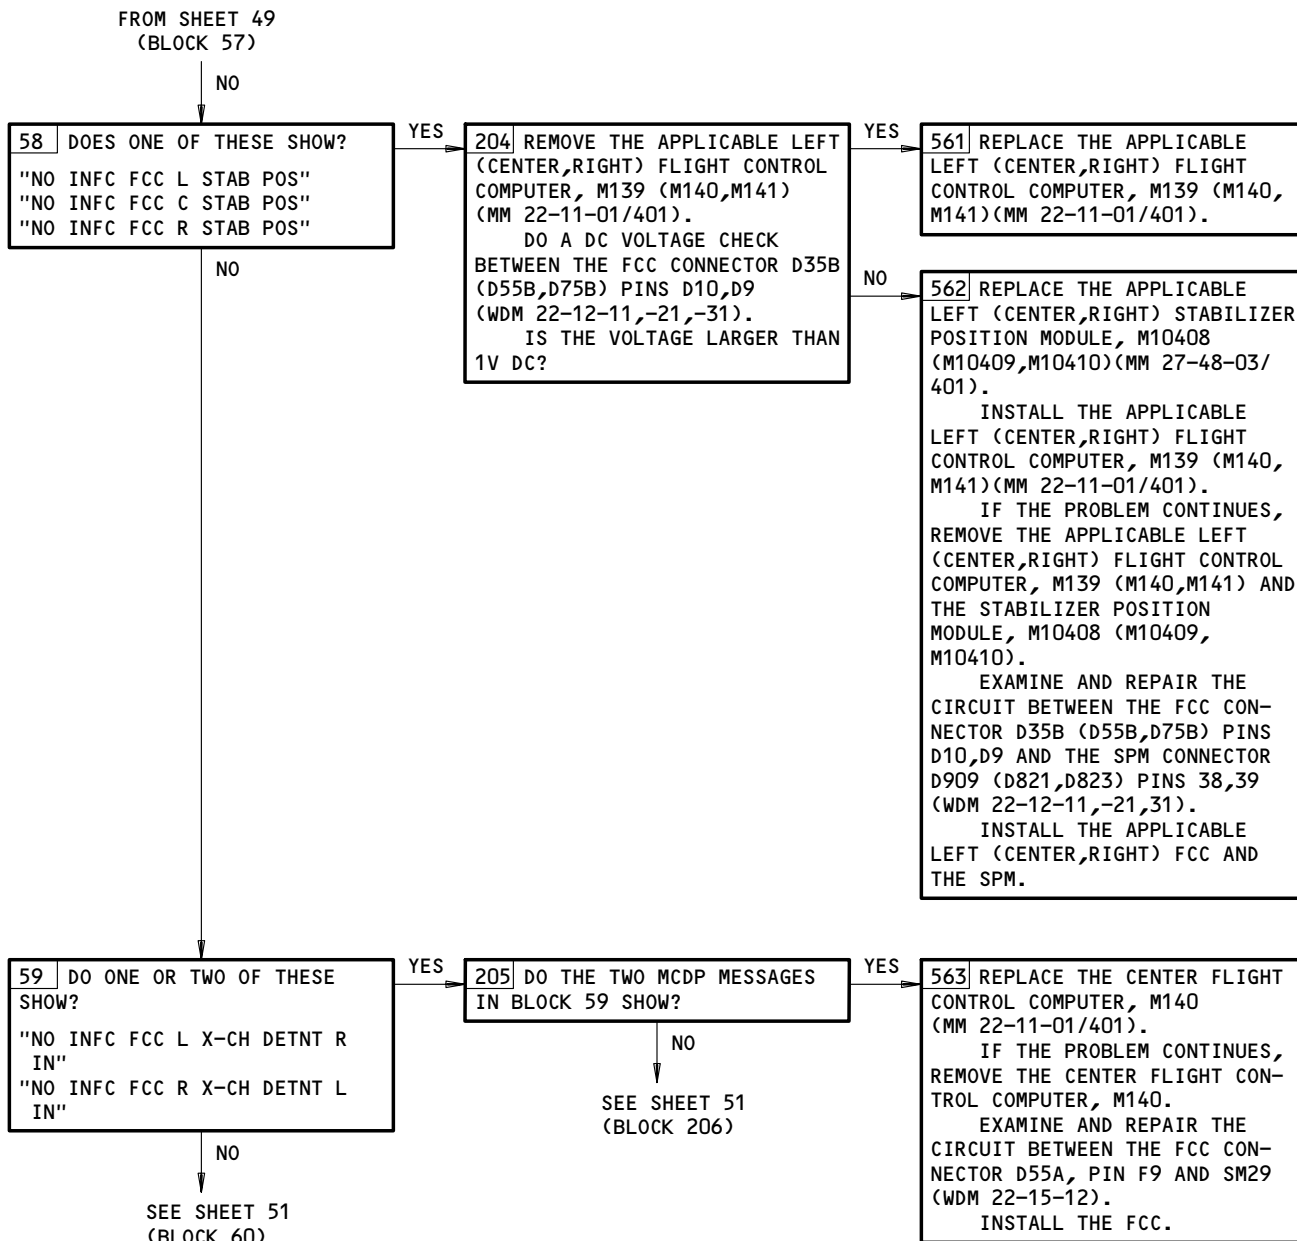 FROM SHEET 49
(BLOCK 57)
NO
58 DOES ONE OF THESE SHOW?
"NO INFC FCC L STAB POS"
"NO INFC FCC C STAB POS"
"NO INFC FCC R STAB POS"
YES
NO
204 REMOVE THE APPLICABLE LEFT
(CENTER,RIGHT) FLIGHT CONTROL
COMPUTER, M139 (M140,M141)
(MM 22-11-01/401).
DO A DC VOLTAGE CHECK
BETWEEN THE FCC CONNECTOR D35B
(D55B,D75B) PINS D10,D9
(WDM 22-12-11,-21,-31).
IS THE VOLTAGE LARGER THAN
1V DC?
YES
NO
561 REPLACE THE APPLICABLE
LEFT (CENTER,RIGHT) FLIGHT
CONTROL COMPUTER, M139 (M140,
M141)(MM 22-11-01/401).
562 REPLACE THE APPLICABLE
LEFT (CENTER,RIGHT) STABILIZER
POSITION MODULE, M10408
(M10409,M10410)(MM 27-48-03/
401).
INSTALL THE APPLICABLE
LEFT (CENTER,RIGHT) FLIGHT
CONTROL COMPUTER, M139 (M140,
M141)(MM 22-11-01/401).
IF THE PROBLEM CONTINUES,
REMOVE THE APPLICABLE LEFT
(CENTER,RIGHT) FLIGHT CONTROL
COMPUTER, M139 (M140,M141) AND
THE STABILIZER POSITION
MODULE, M10408 (M10409,
M10410).
EXAMINE AND REPAIR THE
CIRCUIT BETWEEN THE FCC CON-
NECTOR D35B (D55B,D75B) PINS
D10,D9 AND THE SPM CONNECTOR
D909 (D821,D823) PINS 38,39
(WDM 22-12-11,-21,31).
INSTALL THE APPLICABLE
LEFT (CENTER,RIGHT) FCC AND
THE SPM.
59 DO ONE OR TWO OF THESE
SHOW?
"NO INFC FCC L X-CH DETNT R
IN"
"NO INFC FCC R X-CH DETNT L
IN"
YES
NO
SEE SHEET 51
(BLOCK 60)
205 DO THE TWO MCDP MESSAGES
IN BLOCK 59 SHOW?
YES
NO
SEE SHEET 51
(BLOCK 206)
563 REPLACE THE CENTER FLIGHT
CONTROL COMPUTER, M140
(MM 22-11-01/401).
IF THE PROBLEM CONTINUES,
REMOVE THE CENTER FLIGHT CON-
TROL COMPUTER, M140.
EXAMINE AND REPAIR THE
CIRCUIT BETWEEN THE FCC CON-
NECTOR D55A, PIN F9 AND SM29
(WDM 22-15-12).
INSTALL THE FCC.